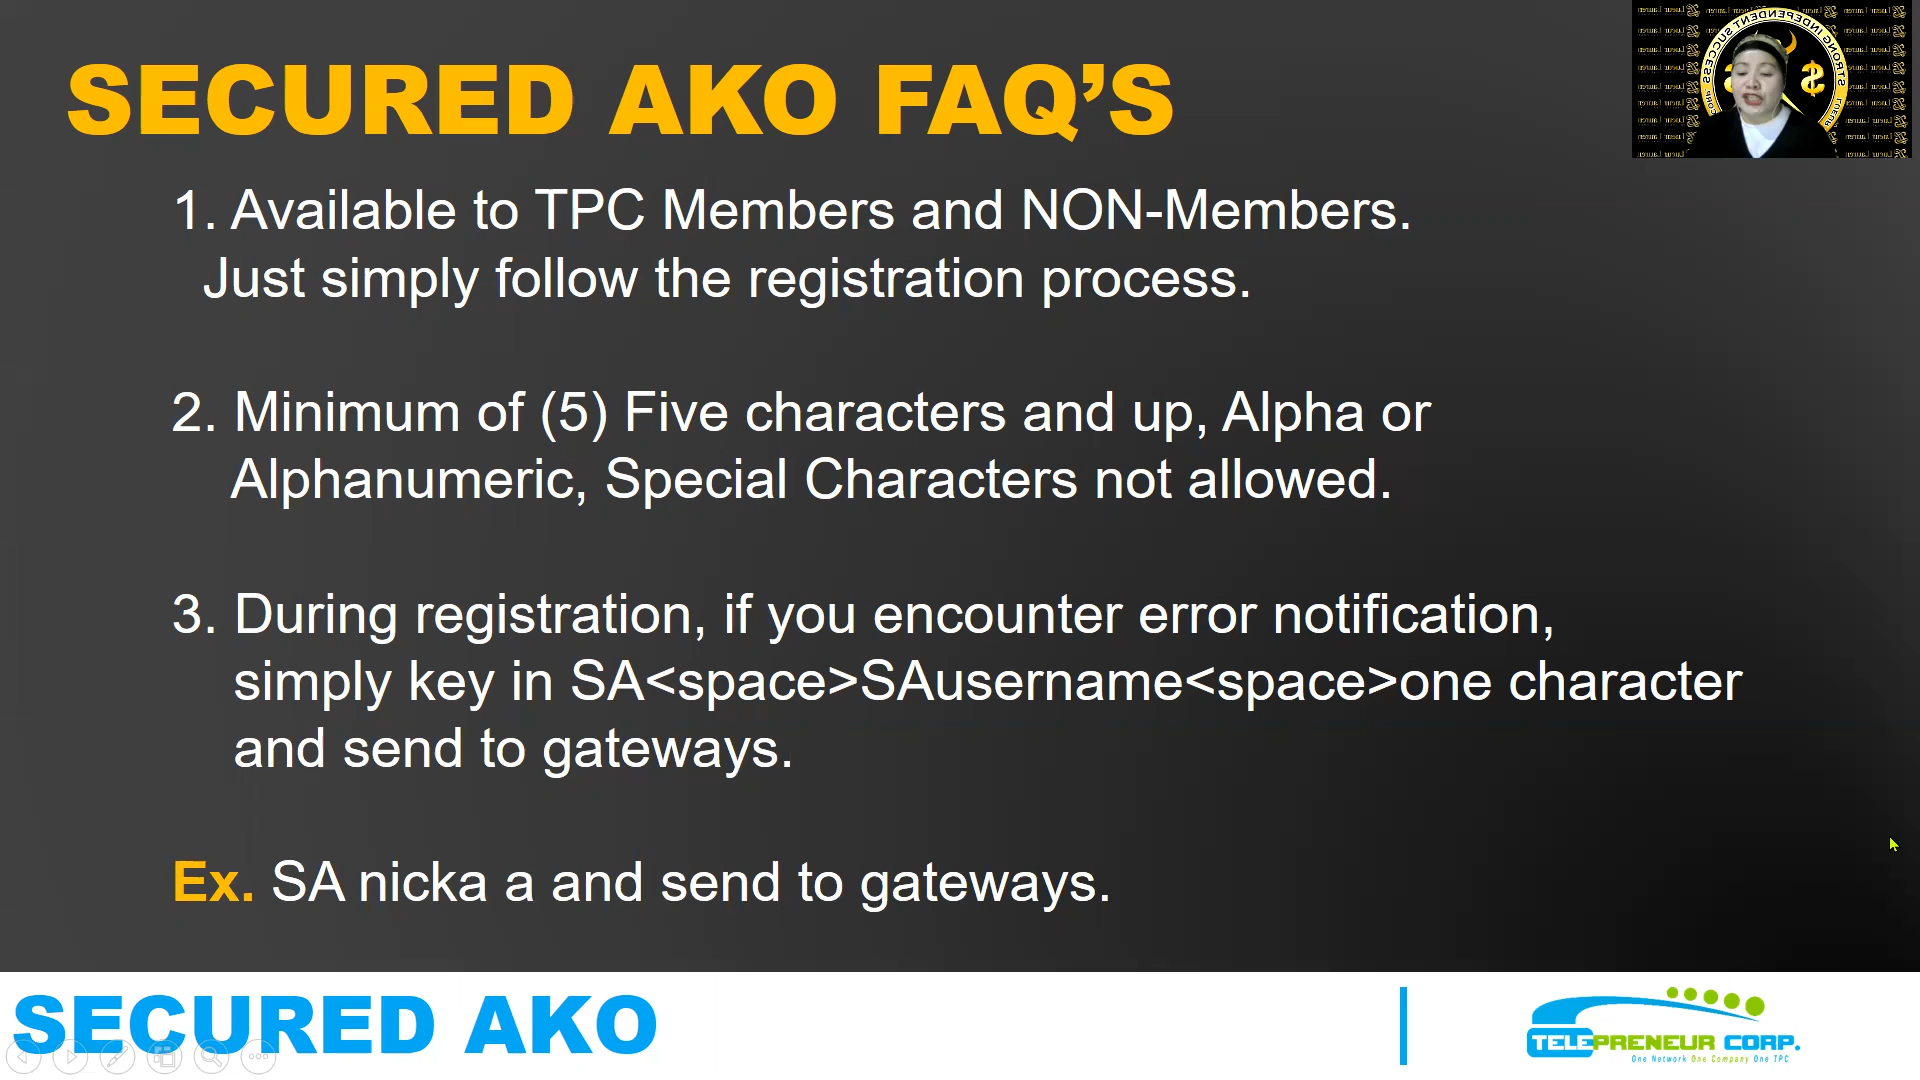 SECURED AKO FAQ’S
1. Available to TPC Members and NON-Members.
Just simply follow the registration process.
2. Minimum of (5) Five characters and up, Alpha or
Alphanumeric, Special Characters not allowed.
3. During registration, if you encounter error notification,
simply key in SA<space>SAusername<space>one character
and send to gateways.
Ex. SA nicka a and send to gateways.
SECURED AKO
TELEPRENEUR CORP.
One Network One Company One TPC
STRONG INDEPENDENT SUCCESS